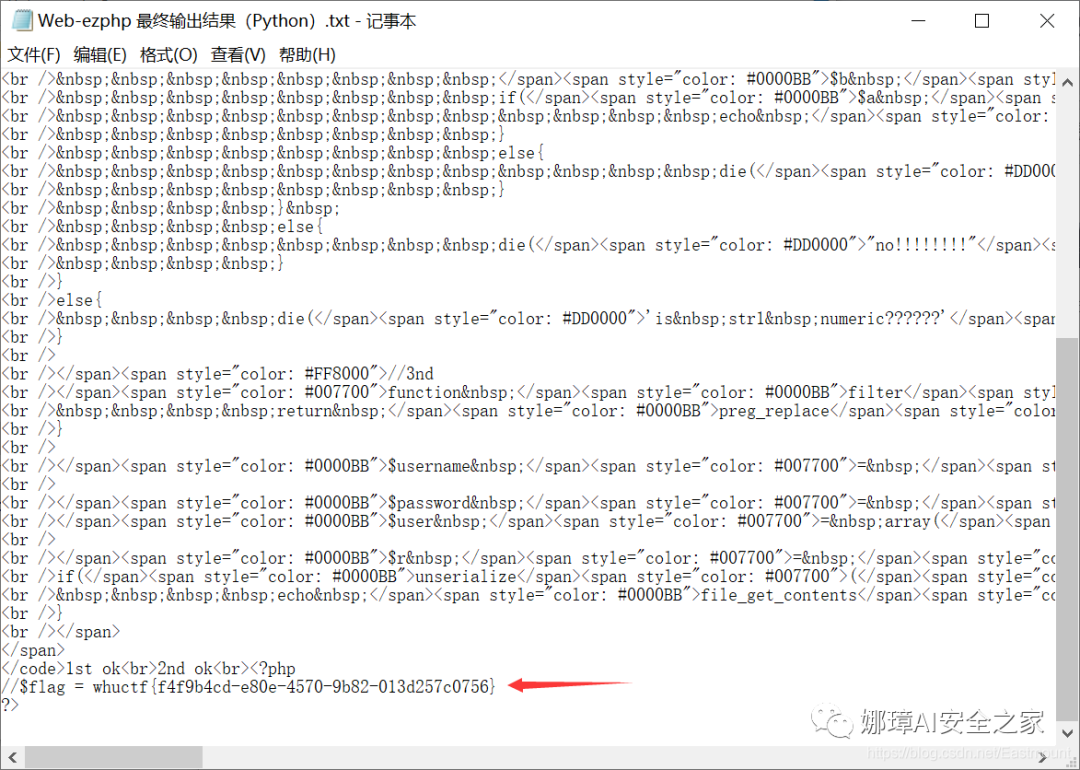 Web-ezphp 最终输出结果（Python）.txt - 记事本
文件(F) 编辑(E) 格式(O) 查看(V) 帮助(H)
<br />&nbsp;&nbsp;&nbsp;&nbsp;&nbsp;&nbsp;&nbsp;&nbsp;</span><span style="color: #0000BB">$b&nbsp;</span><span styl
<br />&nbsp;&nbsp;&nbsp;&nbsp;&nbsp;&nbsp;&nbsp;&nbsp;if(</span><span style="color: #0000BB">$a&nbsp;</span><span s
<br />&nbsp;&nbsp;&nbsp;&nbsp;&nbsp;&nbsp;&nbsp;&nbsp;&nbsp;&nbsp;&nbsp;&nbsp;echo&nbsp;</span><span style="color:
<br />&nbsp;&nbsp;&nbsp;&nbsp;&nbsp;&nbsp;&nbsp;&nbsp;}
<br />&nbsp;&nbsp;&nbsp;&nbsp;&nbsp;&nbsp;&nbsp;&nbsp;else{
<br />&nbsp;&nbsp;&nbsp;&nbsp;&nbsp;&nbsp;&nbsp;&nbsp;&nbsp;&nbsp;&nbsp;&nbsp;die(</span><span style="color: #DD000
<br />&nbsp;&nbsp;&nbsp;&nbsp;&nbsp;&nbsp;&nbsp;&nbsp;}
<br />&nbsp;&nbsp;&nbsp;&nbsp;}&nbsp;
<br />&nbsp;&nbsp;&nbsp;&nbsp;else{
<br />&nbsp;&nbsp;&nbsp;&nbsp;&nbsp;&nbsp;&nbsp;&nbsp;die(</span><span style="color: #DD0000">"no!!!!!!!!"</span><s
<br />&nbsp;&nbsp;&nbsp;&nbsp;}
<br />}
<br />else{
<br />&nbsp;&nbsp;&nbsp;&nbsp;die(</span><span style="color: #DD0000">'is&nbsp;str1&nbsp;numeric??????'</span><span
<br />}
<br />
<br /></span><span style="color: #FF8000">//3nd
<br /></span><span style="color: #007700">function&nbsp;</span><span style="color: #0000BB">filter</span><span styl
<br />&nbsp;&nbsp;&nbsp;&nbsp;return&nbsp;</span><span style="color: #0000BB">preg_replace</span><span style="color
<br />}
<br />
<br /></span><span style="color: #0000BB">$username&nbsp;</span><span style="color: #007700">=&nbsp;</span><span st
<br />
<br /></span><span style="color: #0000BB">$password&nbsp;</span><span style="color: #007700">=&nbsp;</span><span st
<br /></span><span style="color: #0000BB">$user&nbsp;</span><span style="color: #007700">=&nbsp;array(</span><span
<br />
<br /></span><span style="color: #0000BB">$r&nbsp;</span><span style="color: #007700">=&nbsp;</span><span style="co
<br />if(</span><span style="color: #0000BB">unserialize</span><span style="color: #007700">(</span><span style="co
<br />&nbsp;&nbsp;&nbsp;&nbsp;echo&nbsp;</span><span style="color: #0000BB">file_get_contents</span><span style="co
<br />}
<br /></span>
</span>
</code>1st ok<br>2nd ok<br><?php
//$flag = whuctf{f4f9b4cd-e80e-4570-9b82-013d257c0756}
?>
娜璋AI安全之家
https://blog.csdn.net/Eastmount